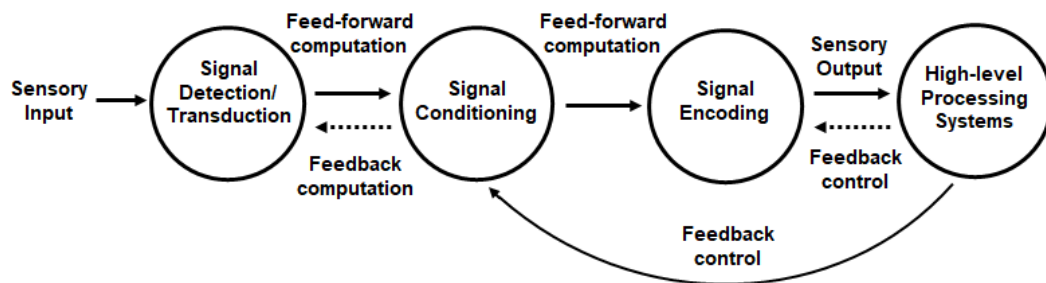 Sensory
Input
Signal
Detection/
Transduction
Feed-forward
computation
Feedback
computation
Signal
Conditioning
Feed-forward
computation
Signal
Encoding
Sensory
Output
Feedback
control
High-level
Processing
Systems
Feedback
control